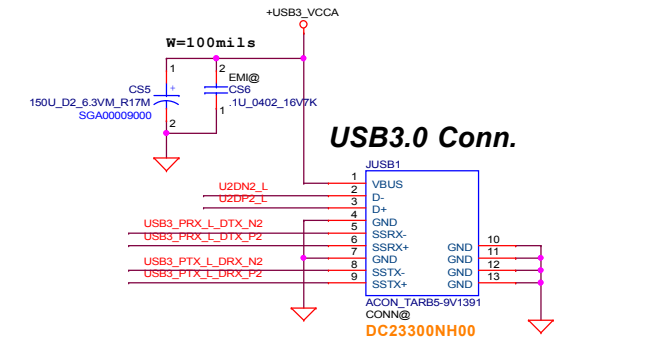 +USB3_VCCA
W=100mils
1
2
EMI@
CS5
CS6
150U_D2_6.3VM_R17M
.1U_0402_16V7K
SGA00009000
1
2
USB3.0 Conn.
JUSB1
1 VBUS
U2DN2_L 2 D-
U2DP2_L 3 D+
4 GND
USB3_PRX_L_DTX_N2 5 SSRX-
USB3_PRX_L_DTX_P2 6 SSRX+ GND 10
7 GND GND 11
USB3_PTX_L_DRX_N2 8 SSTX- GND 12
USB3_PTX_L_DRX_P2 9 SSTX+ GND 13
ACON_TARB5-9V1391
CONN@
DC23300NH00